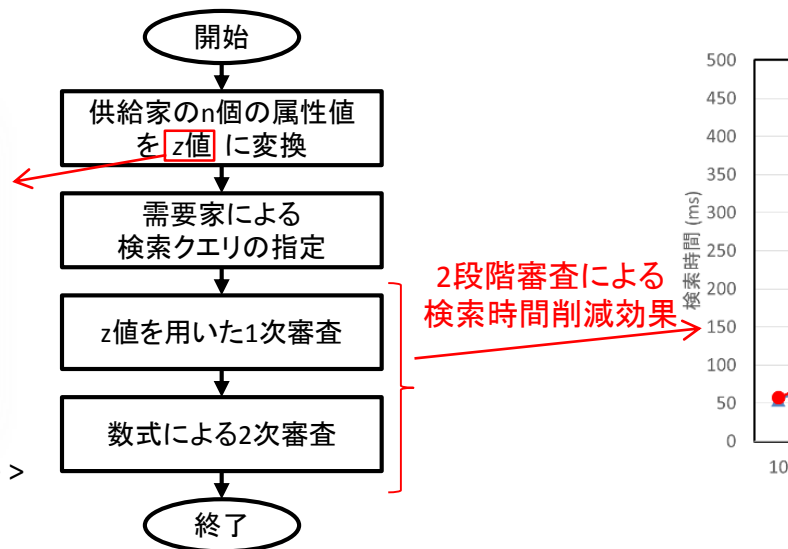 開始
供給家のn個の属性値
を z値 に変換
需要家による
検索クエリの指定
z値を用いた1次審査
数式による2次審査
終了
>
2段階審査による
検索時間削減効果
検索時間 (ms)
500
450
400
350
300
250
200
150
100
50
0
10